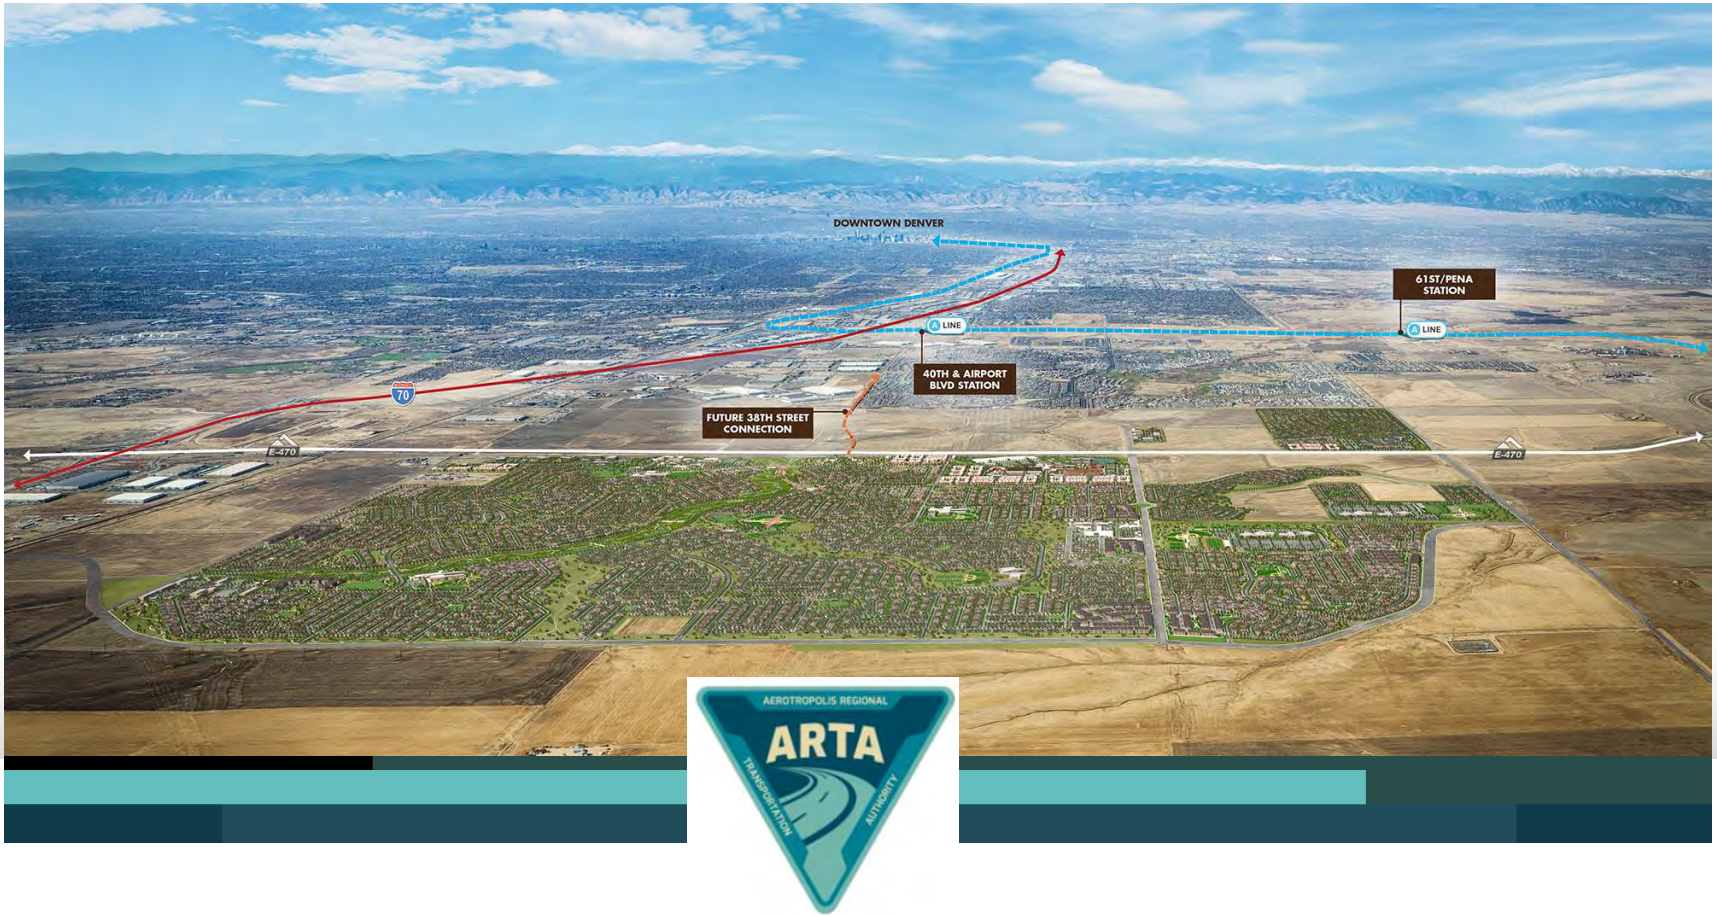 DOWNTOWN DENVER
61ST/PENA
STATION
A LINE
A LINE
40TH & AIRPORT
BLVD STATION
INTERSTATE
70
FUTURE 38TH STREET
CONNECTION
E-470
E-470
AEROTROPOLIS REGIONAL
ARTA
TRANSPORTATION
AUTHORITY